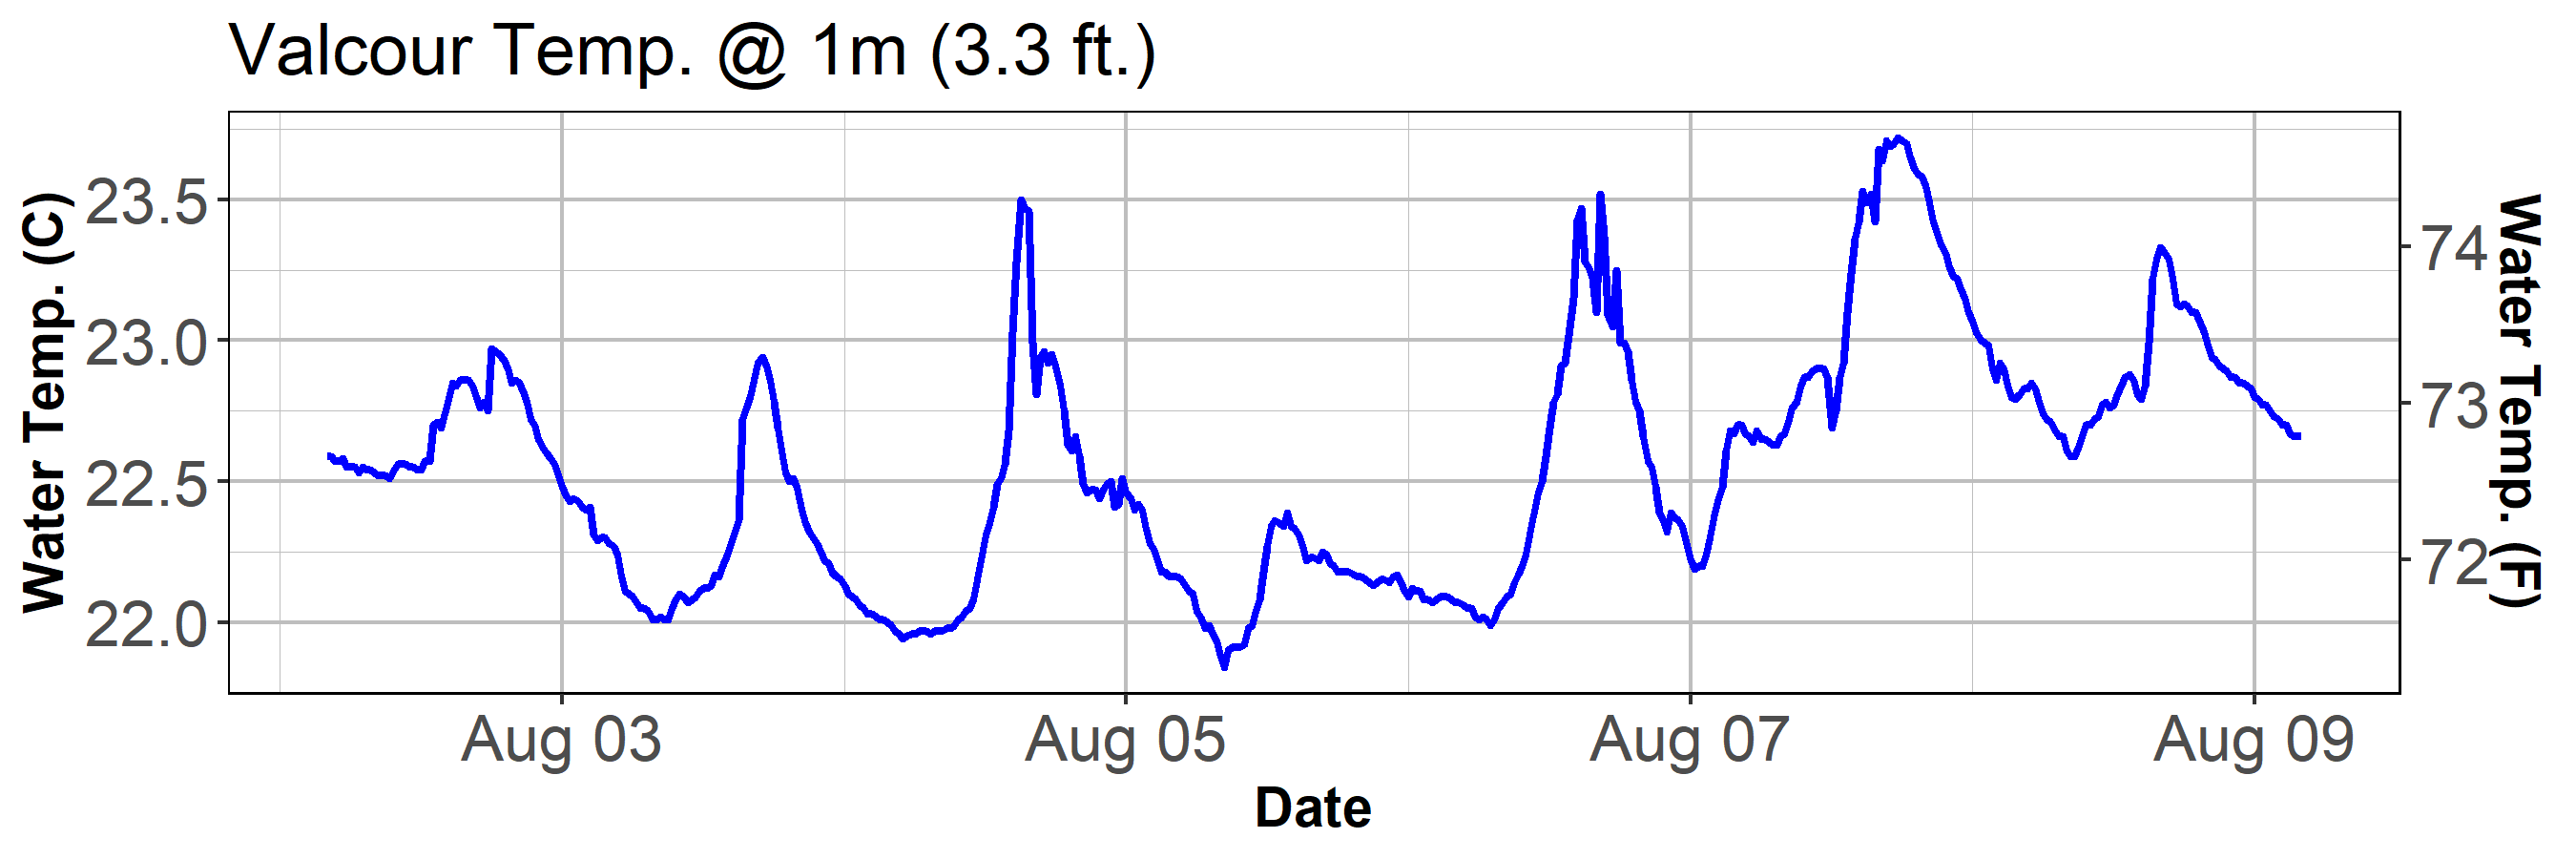 Valcour Temp. @ 1m (3.3 ft.)
Water Temp. (C)
23.5
23.0
22.5
22.0
74
73
72
Water Temp. (F)
Aug 03
Aug 05
Aug 07
Aug 09
Date